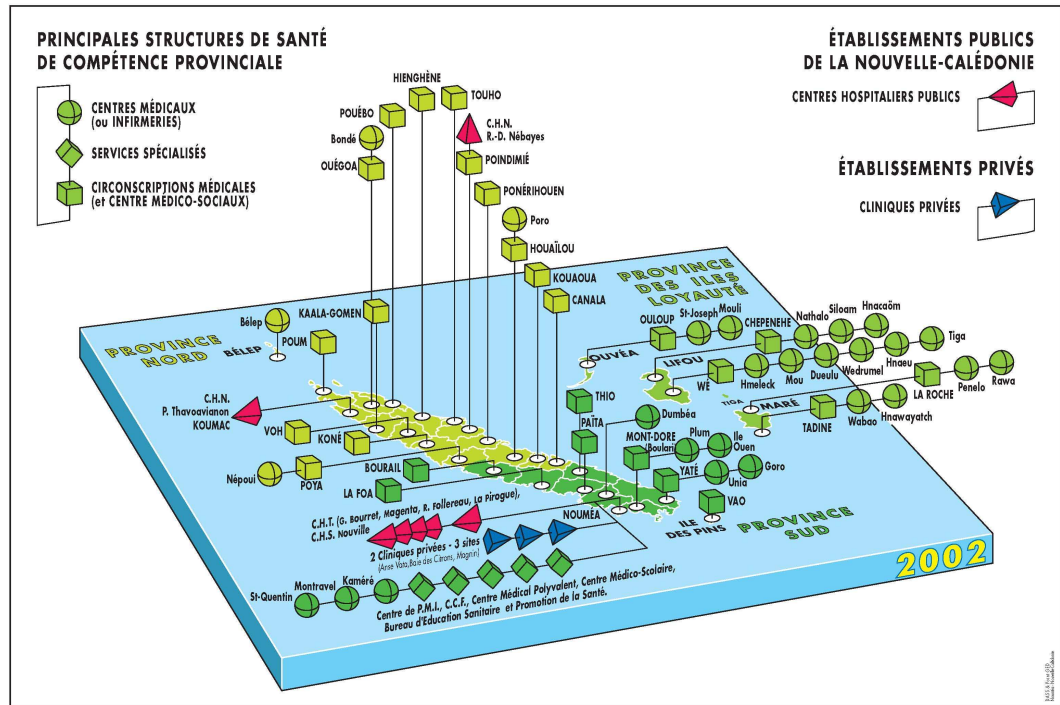 PRINCIPALES STRUCTURES DE SANTÉ
DE COMPÉTENCE PROVINCIALE
CENTRES MÉDICAUX
(ou INFIRMERIES)
SERVICES SPÉCIALISÉS
CIRCONSCRIPTIONS MÉDICALES
(et CENTRE MÉDICO-SOCIAUX)
ÉTABLISSEMENTS PUBLICS
DE LA NOUVELLE-CALÉDONIE
CENTRES HOSPITALIERS PUBLICS
ÉTABLISSEMENTS PRIVÉS
CLINIQUES PRIVÉES
HIENGHÈNE
TOUHO
POUÉBO
C.H.N.
R.-D. Nébayes
Bondé
OUÉGOA
POINDIMIÉ
PONÉRIHOUEN
Poro
HOUAÏLOU
KOUAOUA
CANALA
PROVINCE
DES ILES
LOYAUTÉ
PROVINCE
NORD
Bélep
BÉLEP
KAALA-GOMEN
POUM
OULOUP
St-Joseph
Mouli
CHEPENEHE
Nathalo
Siloam
Hnacaöm
OUVÉA
LIFOU
WÉ
Hmeleck
Mou
Dueulu
Wedrumel
Hnaeu
Tiga
TIGA
MARÉ
TADINE
Wabao
Hnawayatch
LA ROCHE
Penelo
Rawa
C.H.N.
P. Thavoavianon
KOUMAC
VOH
KONÉ
Népoui
POYA
BOURAIL
LA FOA
THIO
PAÏTA
Dumbéa
MONT-DORE
(Boulari)
Plum
Ile
Ouen
YATÉ
Unia
Goro
VAO
ILE
DES PINS
PROVINCE
SUD
NOUMÉA
C.H.T. (G. Bourret, Magenta, R. Follereau, La Pirogue),
C.H.S. Nouville
2 Cliniques privées - 3 sites
(Anse Vata, Baie des Citrons, Magnin)
St-Quentin
Montravel
Kaméré
Centre de P.M.I., C.C.F., Centre Médical Polyvalent, Centre Médico-Scolaire,
Bureau d'Education Sanitaire et Promotion de la Santé.
2002